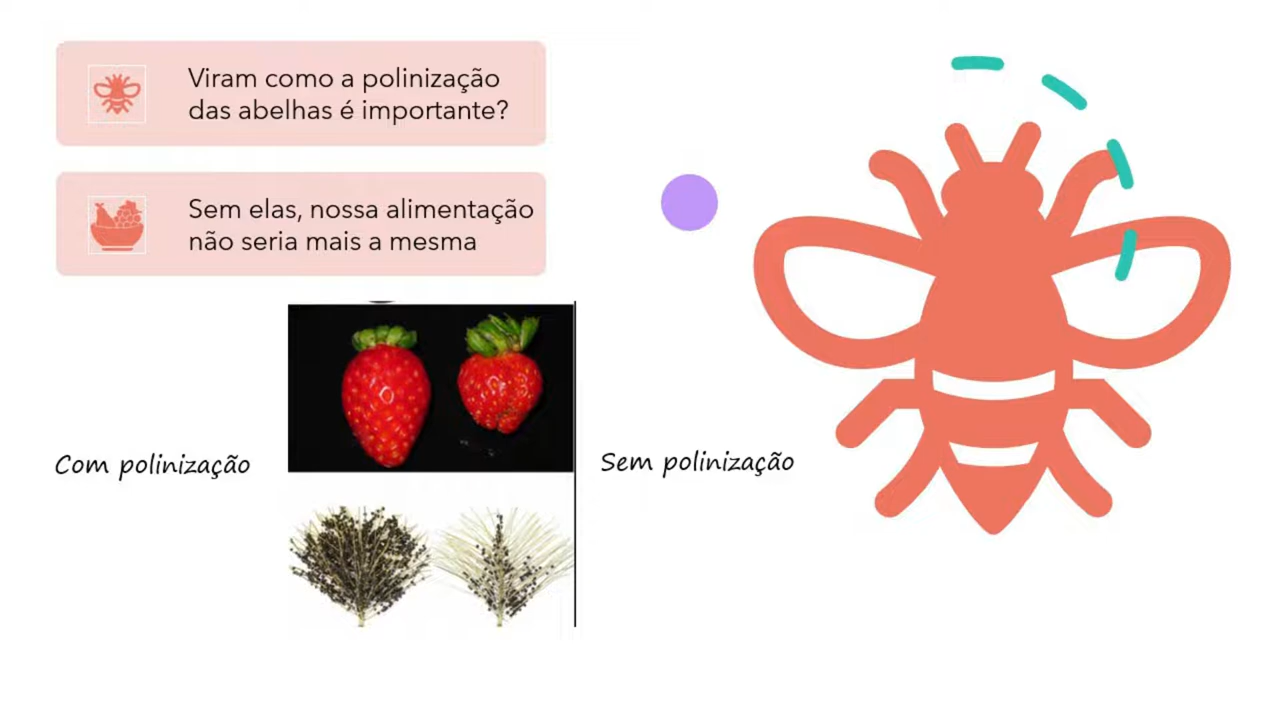 Viram como a polinização
das abelhas é importante?
Sem elas, nossa alimentação
não seria mais a mesma
Com polinização
Sem polinização